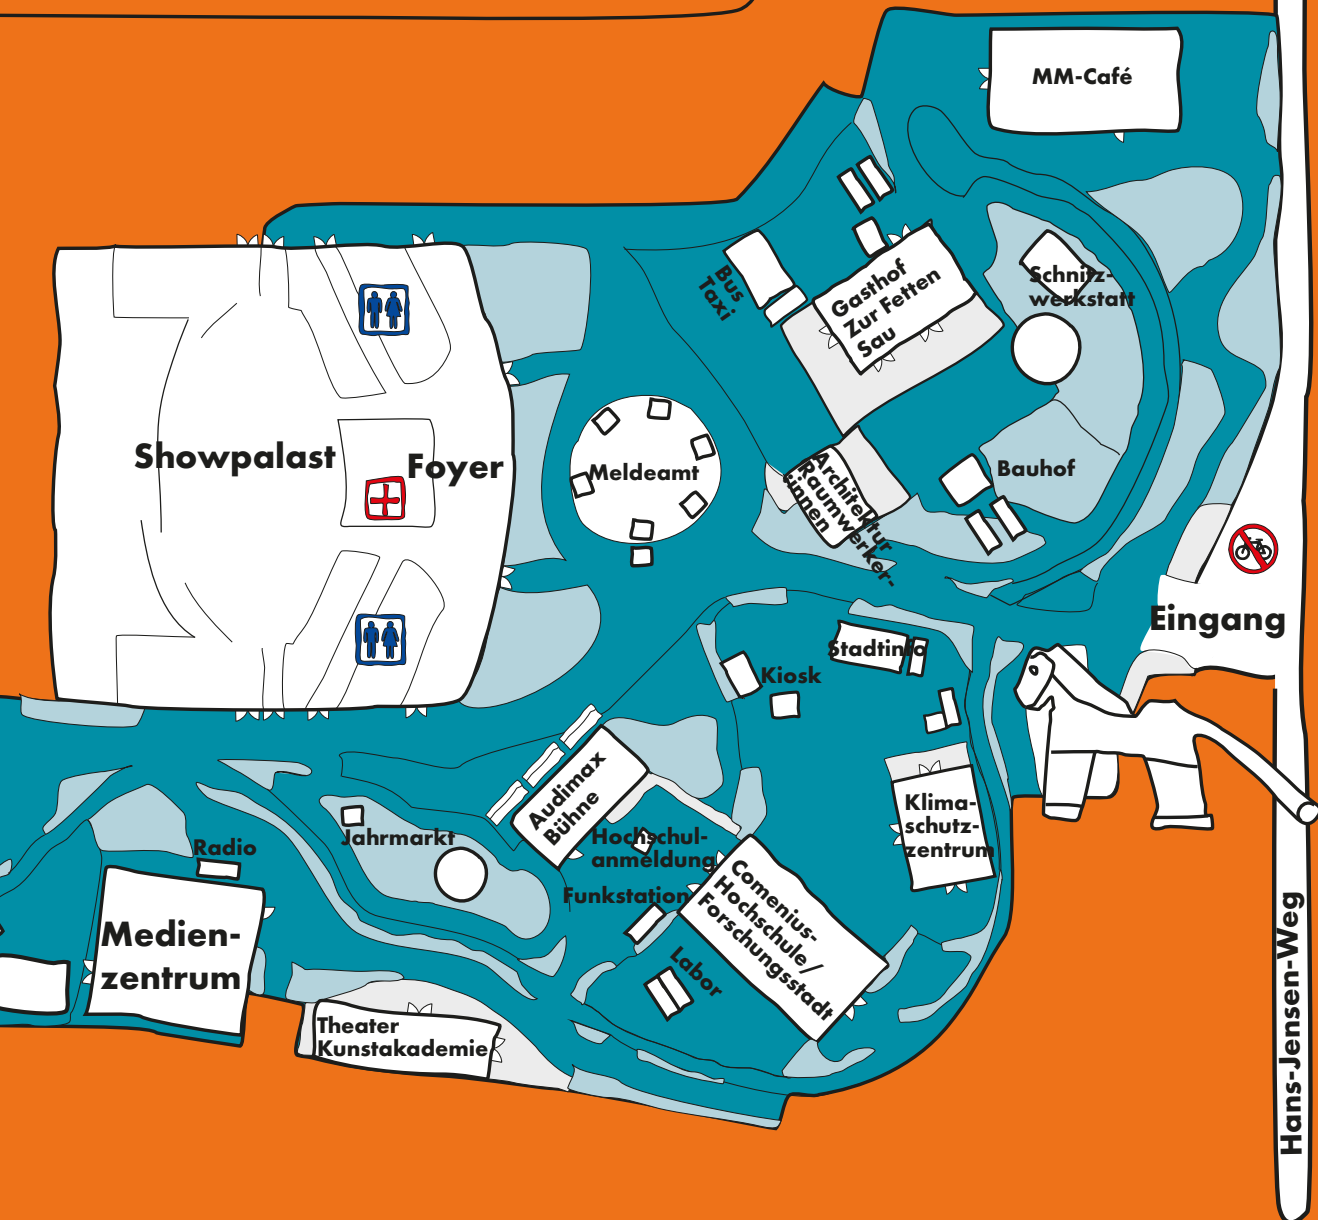 MM-Café
Schnitz-
werkstatt
Bus
Taxi
Gasthof
Zur Fetten
Sau
Showpalast
Foyer
Meldeamt
Architektur
Raumwerker-
:innen
Bauhof
Eingang
Stadtinfo
Kiosk
Audimax
Bühne
Klima-
schutz-
zentrum
Jahrmarkt
Radio
Hochschul-
anmeldung
Funkstation
Comenius-
Hochschule/
Forschungsstadt
Medien-
zentrum
Labor
Theater
Kunstakademie
Hans-Jensen-Weg